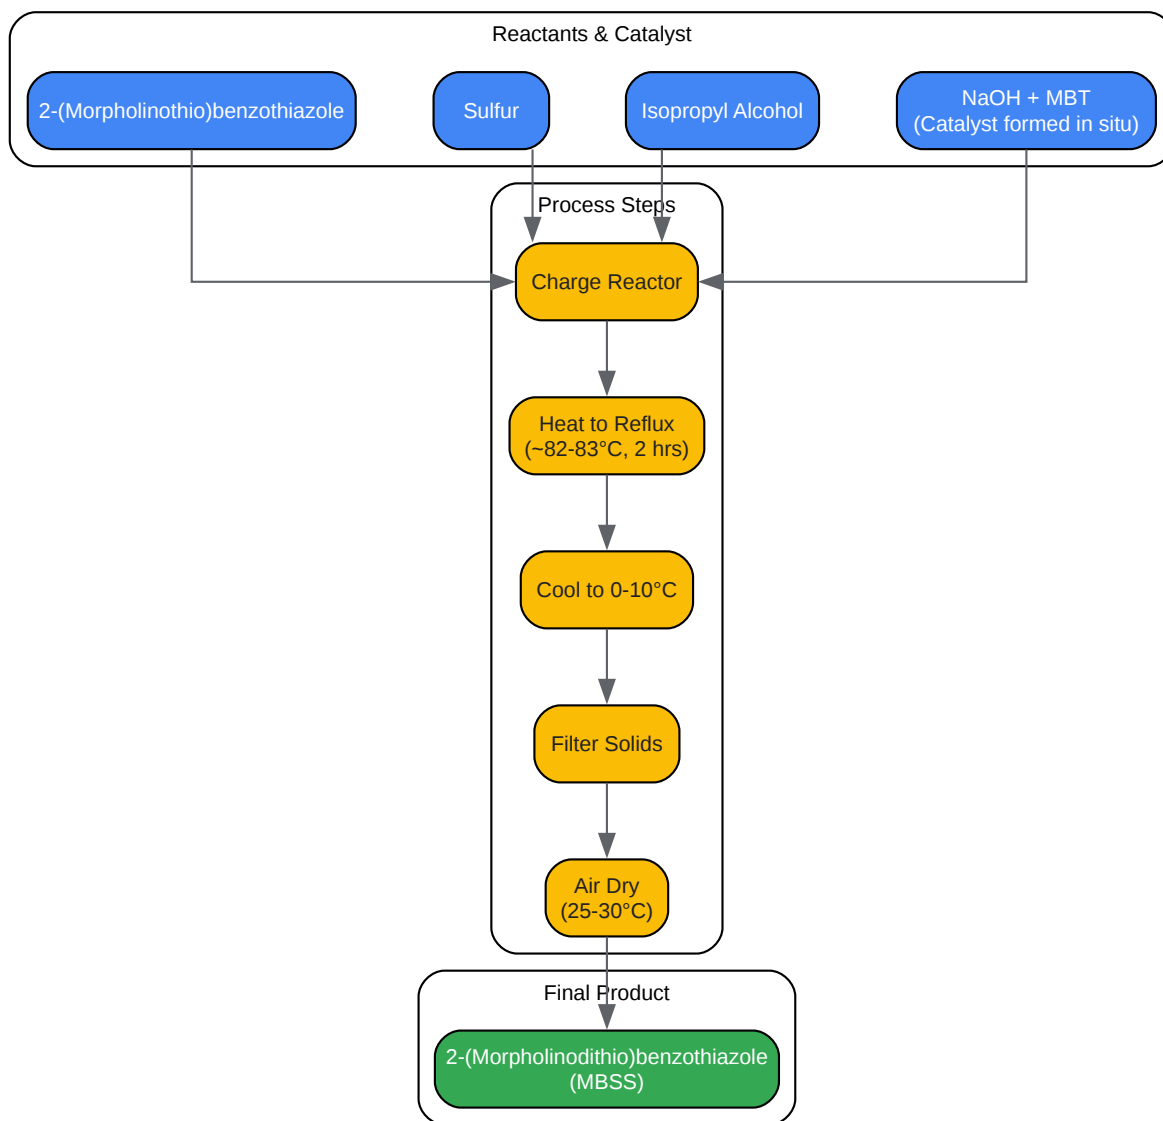 Reactants & Catalyst
2-(Morpholinothio)benzothiazole
Sulfur
Isopropyl Alcohol
NaOH + MBT
(Catalyst formed in situ)
Process Steps
Charge Reactor
Heat to Reflux
(~82-83°C, 2 hrs)
Cool to 0-10°C
Filter Solids
Air Dry
(25-30°C)
Final Product
2-(Morpholinodithio)benzothiazole
(MBSS)